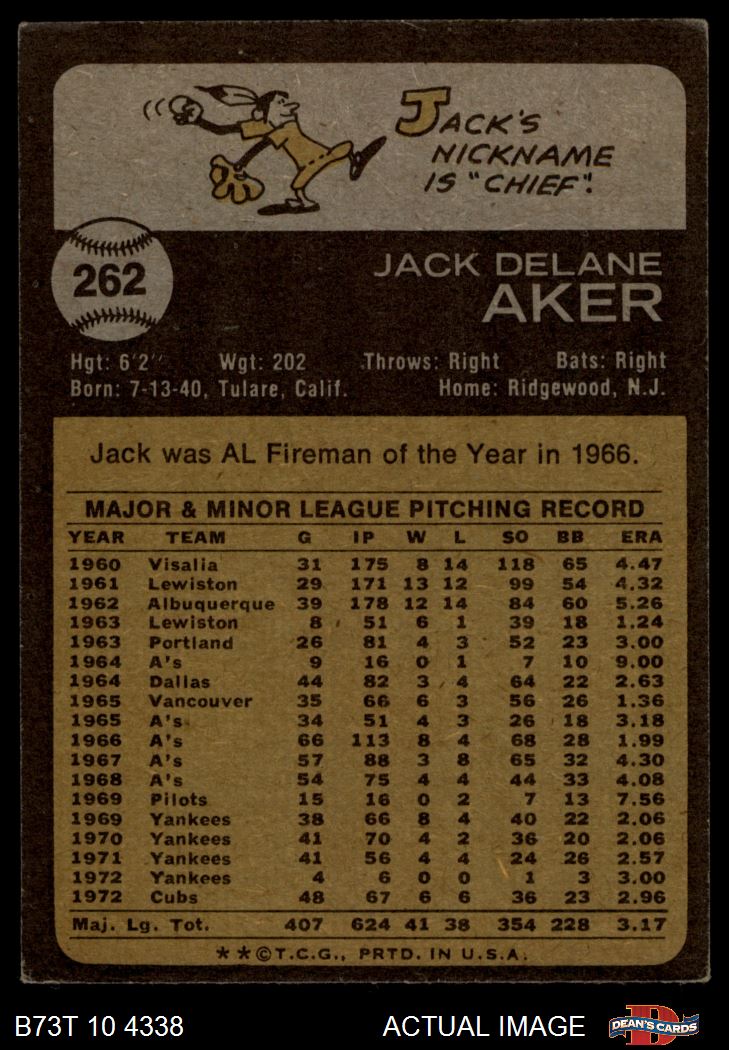 JACK'S
NICKNAME
IS "CHIEF".
262
JACK DELANE
AKER
Hgt: 6'2" Wgt: 202 Throws: Right Bats: Right
Born: 7-13-40, Tulare, Calif. Home: Ridgewood, N.J.
Jack was AL Fireman of the Year in 1966.
MAJOR & MINOR LEAGUE PITCHING RECORD
YEAR TEAM G IP W L SO BB ERA
1960 Visalia 31 175 8 14 118 65 4.47
1961 Lewiston 29 171 13 12 99 54 4.32
1962 Albuquerque 39 178 12 14 84 60 5.26
1963 Lewiston 8 51 6 1 39 18 1.24
1963 Portland 26 81 4 3 52 23 3.00
1964 A's 9 16 0 1 7 10 9.00
1964 Dallas 44 82 3 4 64 22 2.63
1965 Vancouver 35 66 6 3 56 26 1.36
1965 A's 34 51 4 3 26 18 3.18
1966 A's 66 113 8 4 68 28 1.99
1967 A's 57 88 3 8 65 32 4.30
1968 A's 54 75 4 4 44 33 4.08
1969 Pilots 15 16 0 2 7 13 7.56
1969 Yankees 38 66 8 4 40 22 2.06
1970 Yankees 41 70 4 2 36 20 2.06
1971 Yankees 41 56 4 4 24 26 2.57
1972 Yankees 4 6 0 0 1 3 3.00
1972 Cubs 48 67 6 6 36 23 2.96
Maj. Lg. Tot. 407 624 41 38 354 228 3.17
**©T.C.G., PRTD. IN U.S.A.
B73T 10 4338 ACTUAL IMAGE DEAN'S CARDS